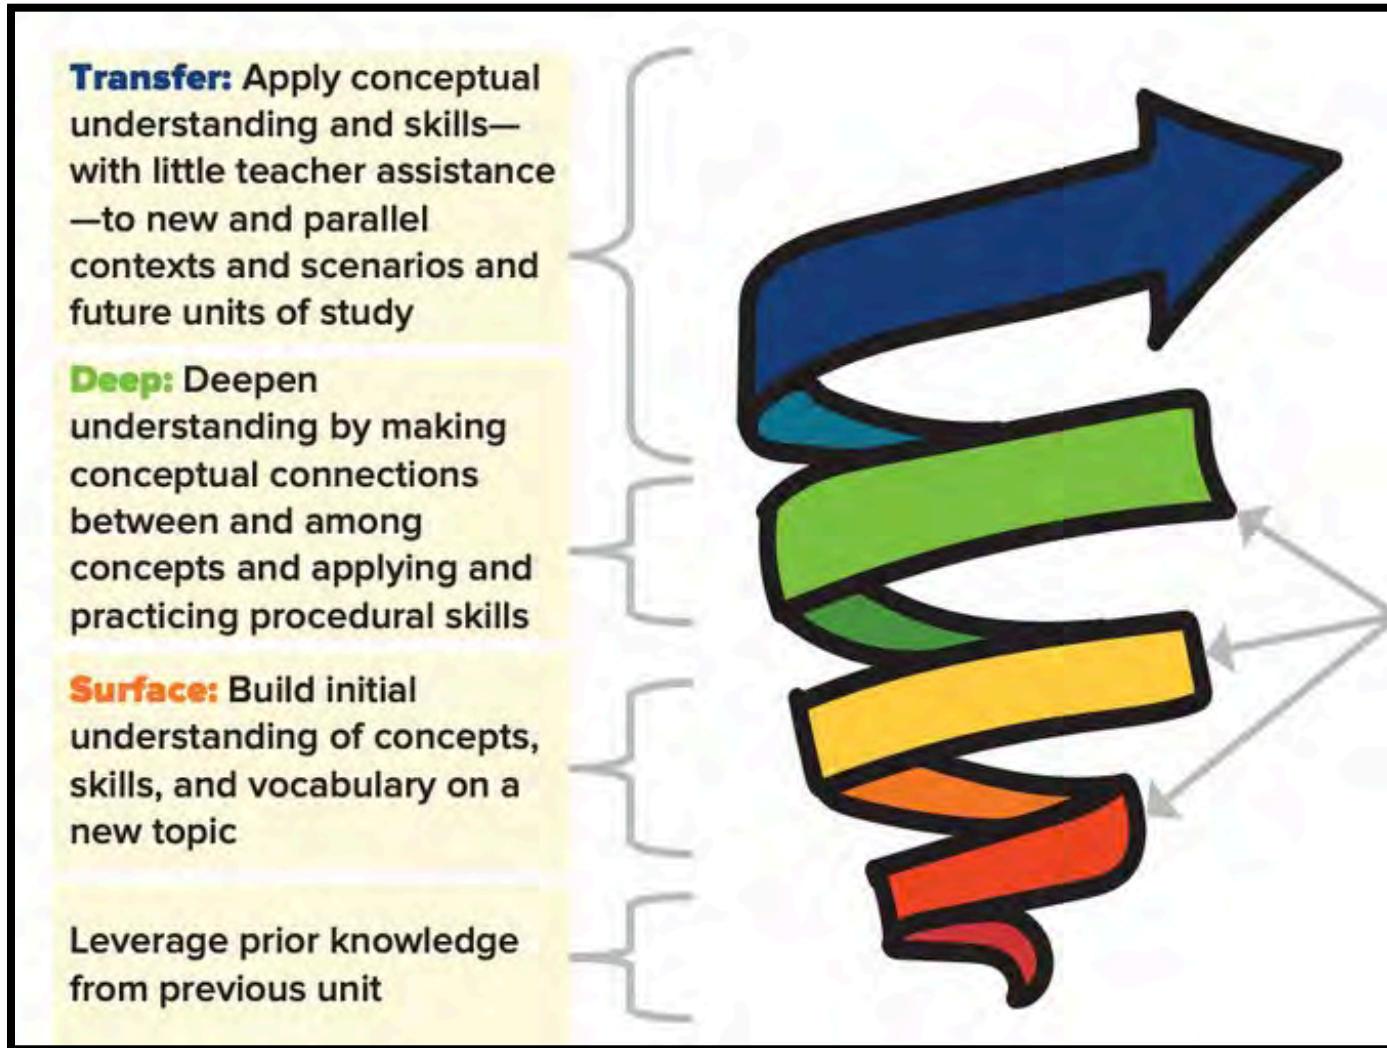 Transfer: Apply conceptual
understanding and skills—
with little teacher assistance
—to new and parallel
contexts and scenarios and
future units of study
Deep: Deepen
understanding by making
conceptual connections
between and among
concepts and applying and
practicing procedural skills
Surface: Build initial
understanding of concepts,
skills, and vocabulary on a
new topic
Leverage prior knowledge
from previous unit